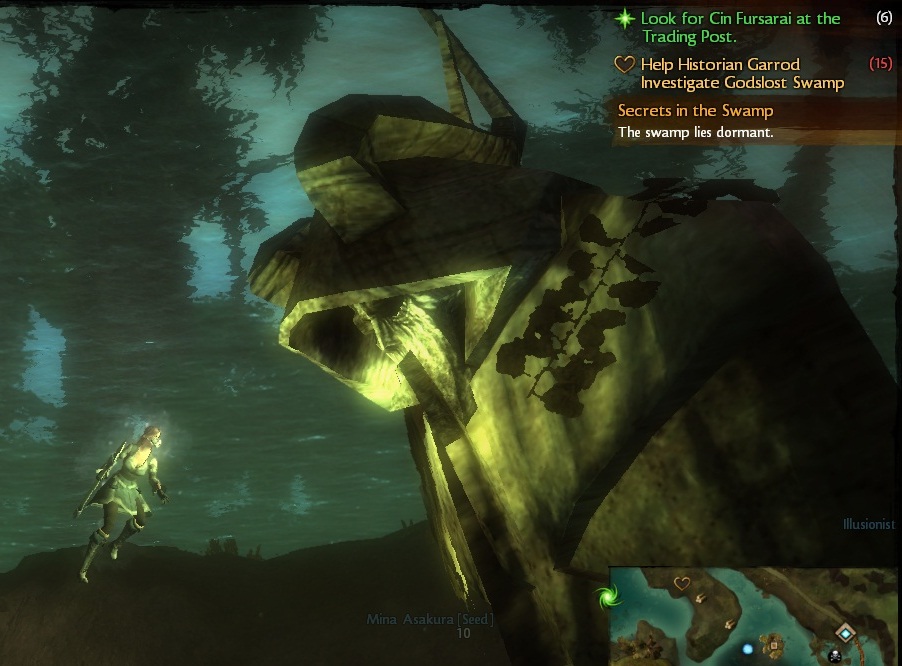 Look for Cin Fursarai at the (6)
Trading Post.
Help Historian Garrod (15)
Investigate Godslost Swamp
Secrets in the Swamp
The swamp lies dormant.
Illusionist
Mina Asakura [Seed]
10